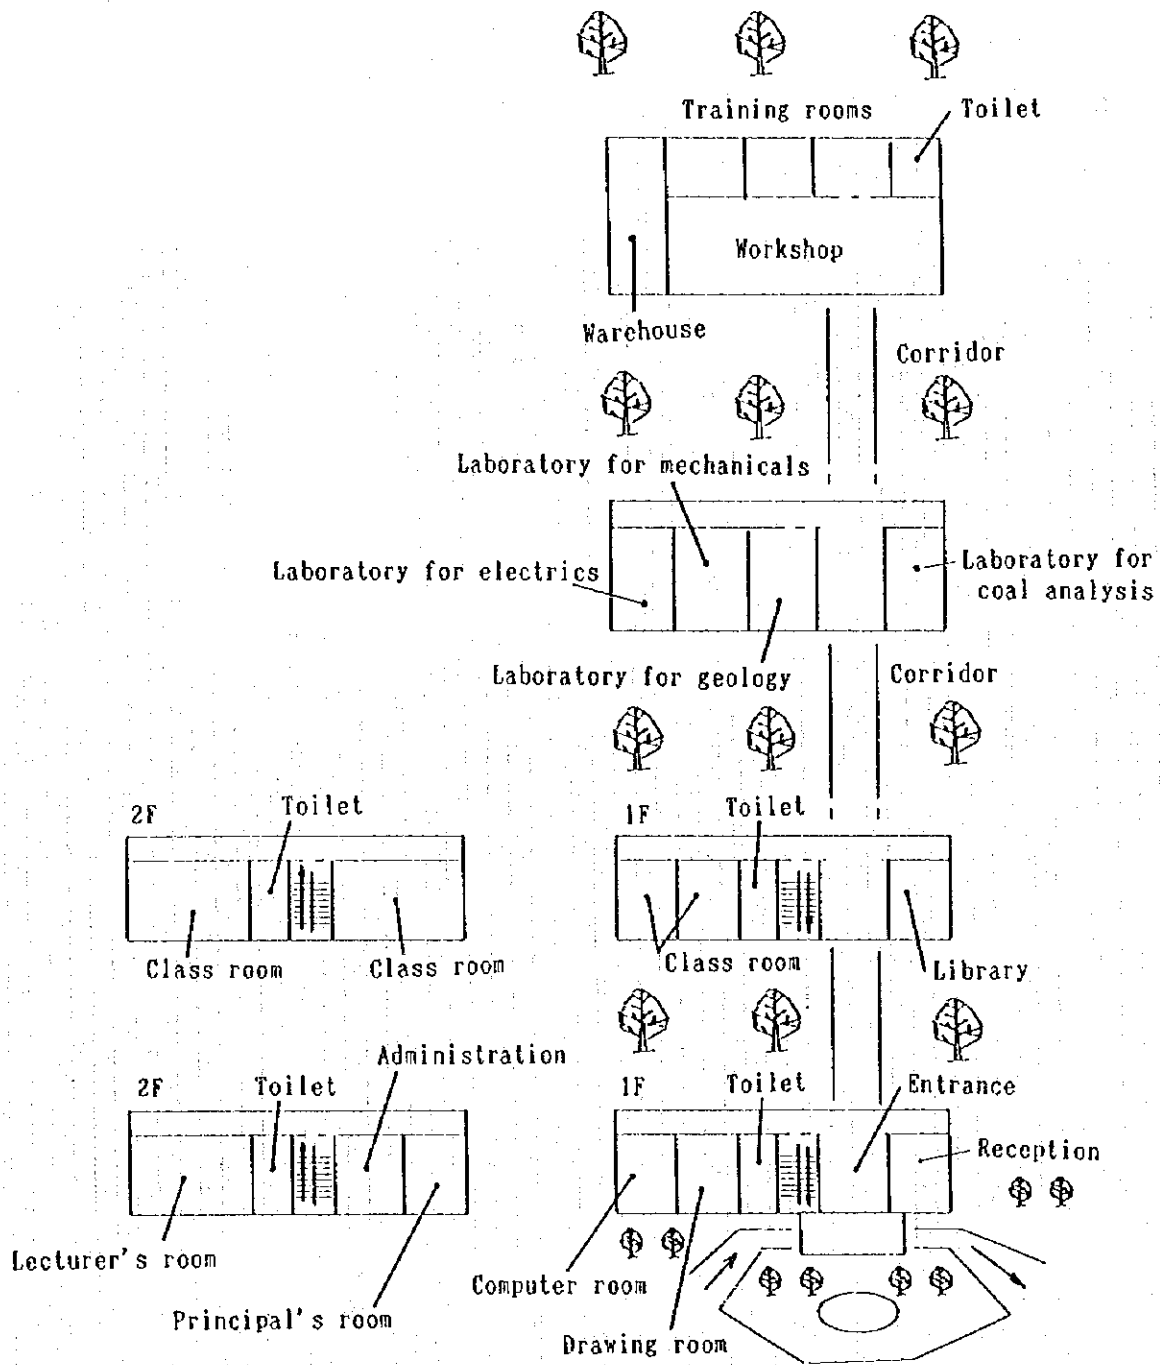 Training rooms
Toilet
Workshop
Warehouse
Corridor
Laboratory for mechanicals
Laboratory for electrics
Laboratory for
coal analysis
Laboratory for geology
Corridor
2F
Toilet
1F
Toilet
Class room
Class room
Class room
Library
Administration
2F
Toilet
1F
Toilet
Entrance
Reception
Lecturer's room
Computer room
Principal's room
Drawing room